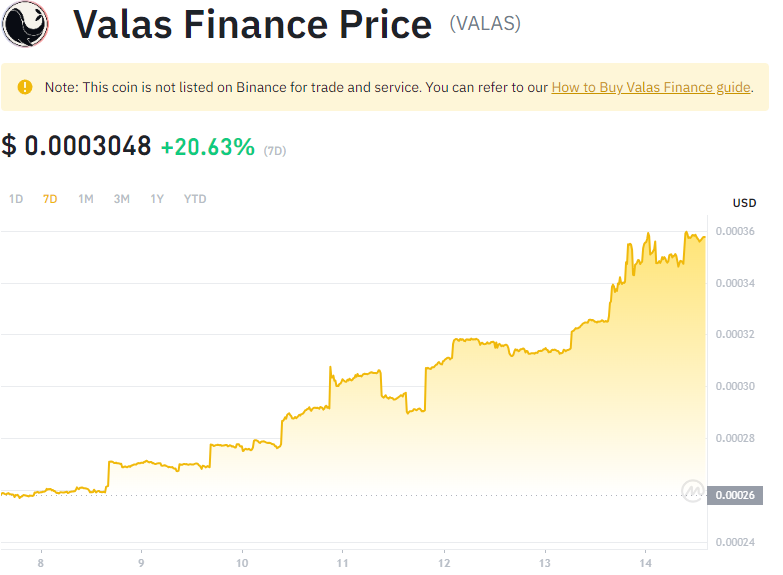 Valas Finance Price (VALAS)
Note: This coin is not listed on Binance for trade and service. You can refer to our How to Buy Valas Finance guide.
$ 0.0003048 +20.63% (7D)
1D 7D 1M 3M 1Y YTD
USD
0.00036
0.00034
0.00032
0.00030
0.00028
0.00026
0.00024
8 9 10 11 12 13 14